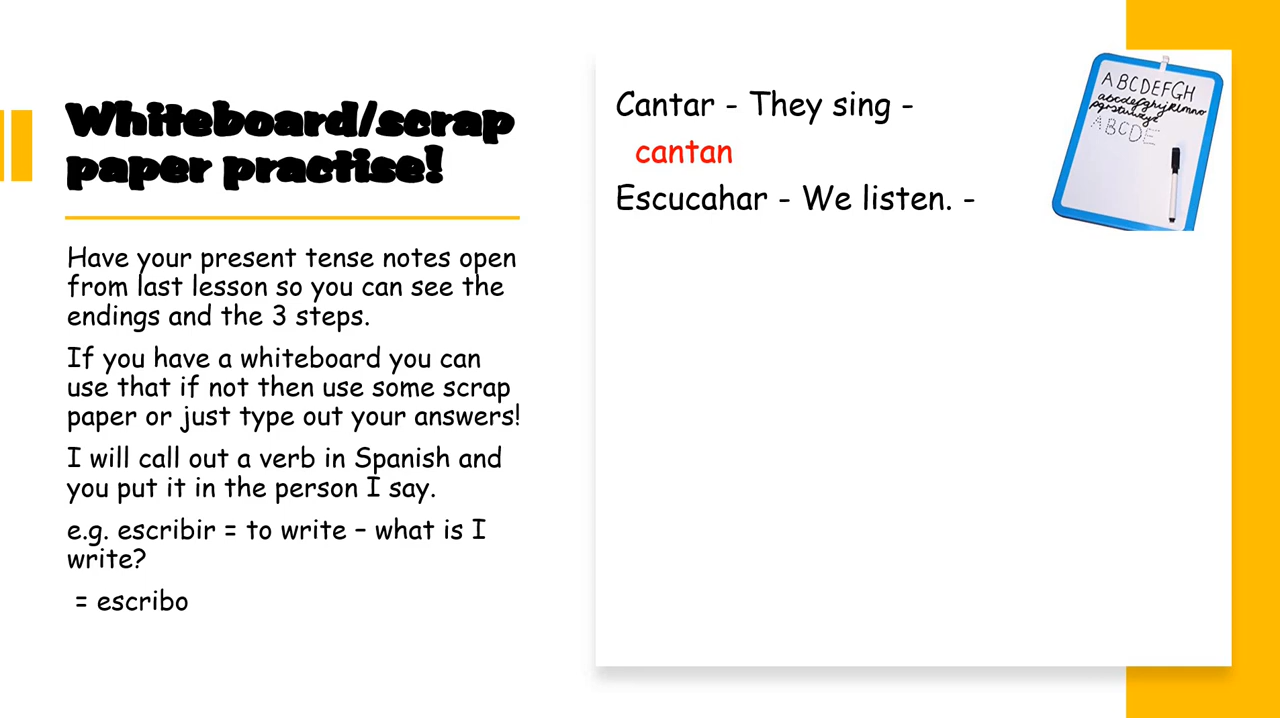 Whiteboard/scrap
paper practise!
Have your present tense notes open
from last lesson so you can see the
endings and the 3 steps.
If you have a whiteboard you can
use that if not then use some scrap
paper or just type out your answers!
I will call out a verb in Spanish and
you put it in the person I say.
e.g. escribir = to write – what is I
write?
= escribo
Cantar - They sing -
cantan
Escucahar - We listen. -
ABCDEFGH
ABCDE